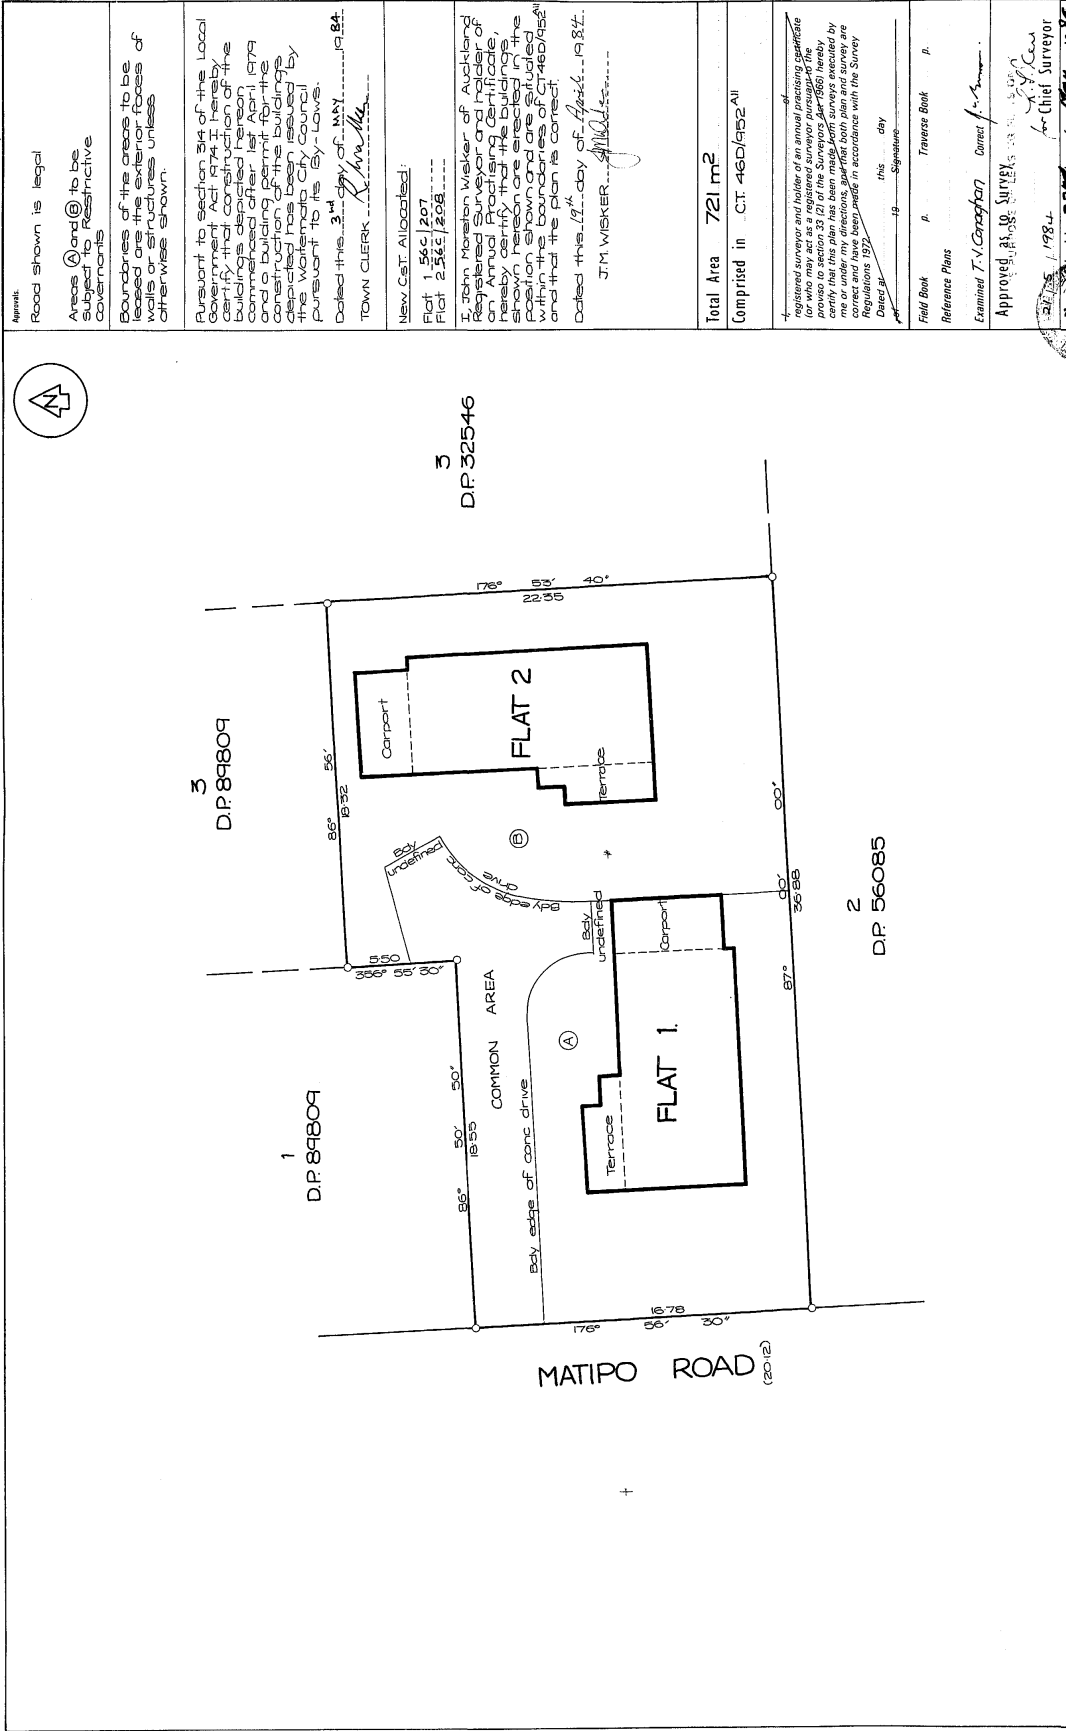 Approvals.
Road shown is legal
Areas Ⓐ and Ⓑ to be
subject to Restrictive
covenants
Boundaries of the areas to be
leased are the exterior faces of
walls or structures unless
otherwise shown.
Pursuant to Section 314 of the Local
Government Act 1974 I hereby
certify that construction of the
buildings depicted hereon
commenced after 1st April 1979
and a building permit for the
construction of the buildings
depicted has been issued by
the Waitemata City Council
pursuant to its By-Laws.
Dated this 3rd day of MAY 1984
TOWN CLERK
New Cs.T. Allocated:
Flat 1 56C/207
Flat 2 56C/208
I, John Moreton Wisker of Auckland
Registered Surveyor and holder of
an Annual Practising Certificate,
hereby certify that the buildings
shown hereon are erected in the
position shown and are situated
within the boundaries of C.T. 46D/952 All
and that the plan is correct.
Dated this 19th day of April 1984
J.M. WISKER
Total Area 721 m²
Comprised in C.T. 46D/952 All
I of
registered surveyor and holder of an annual practising certificate
(or who may act as a registered surveyor pursuant to the
proviso to section 33 (2) of the Surveyors Act 1966) hereby
certify that this plan has been made from surveys executed by
me or under my directions, and that both plan and survey are
correct and have been made in accordance with the Survey
Regulations 1972
Dated at this day
of 19 Signature
Field Book p. Traverse Book p.
Reference Plans
Examined T.V. Conaghan Correct
Approved as to Survey
1984 for Chief Surveyor
N
3
D.P. 32546
3
D.P. 89809
1
D.P. 89809
2
D.P. 56085
176° 53' 40"
22·35
86° 56'
18·32
5·50
356° 55' 30"
86° 50' 50"
18·55
Carport
FLAT 2
Terrace
Bdy
undefined
Bdy edge of conc
drive
Ⓑ
Bdy
undefined
COMMON AREA
Ⓐ
Bdy edge of conc drive
Carport
FLAT 1.
Terrace
87° 00' 00"
36·88
16·78
176° 56' 30"
MATIPO ROAD
(20·12)